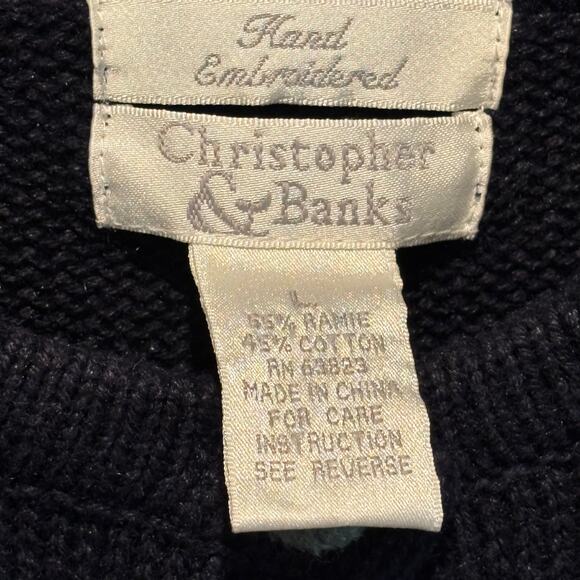 Hand
Embroidered
Christopher
& Banks
L
55% RAMIE
45% COTTON
RN 63823
MADE IN CHINA
FOR CARE
INSTRUCTION
SEE REVERSE